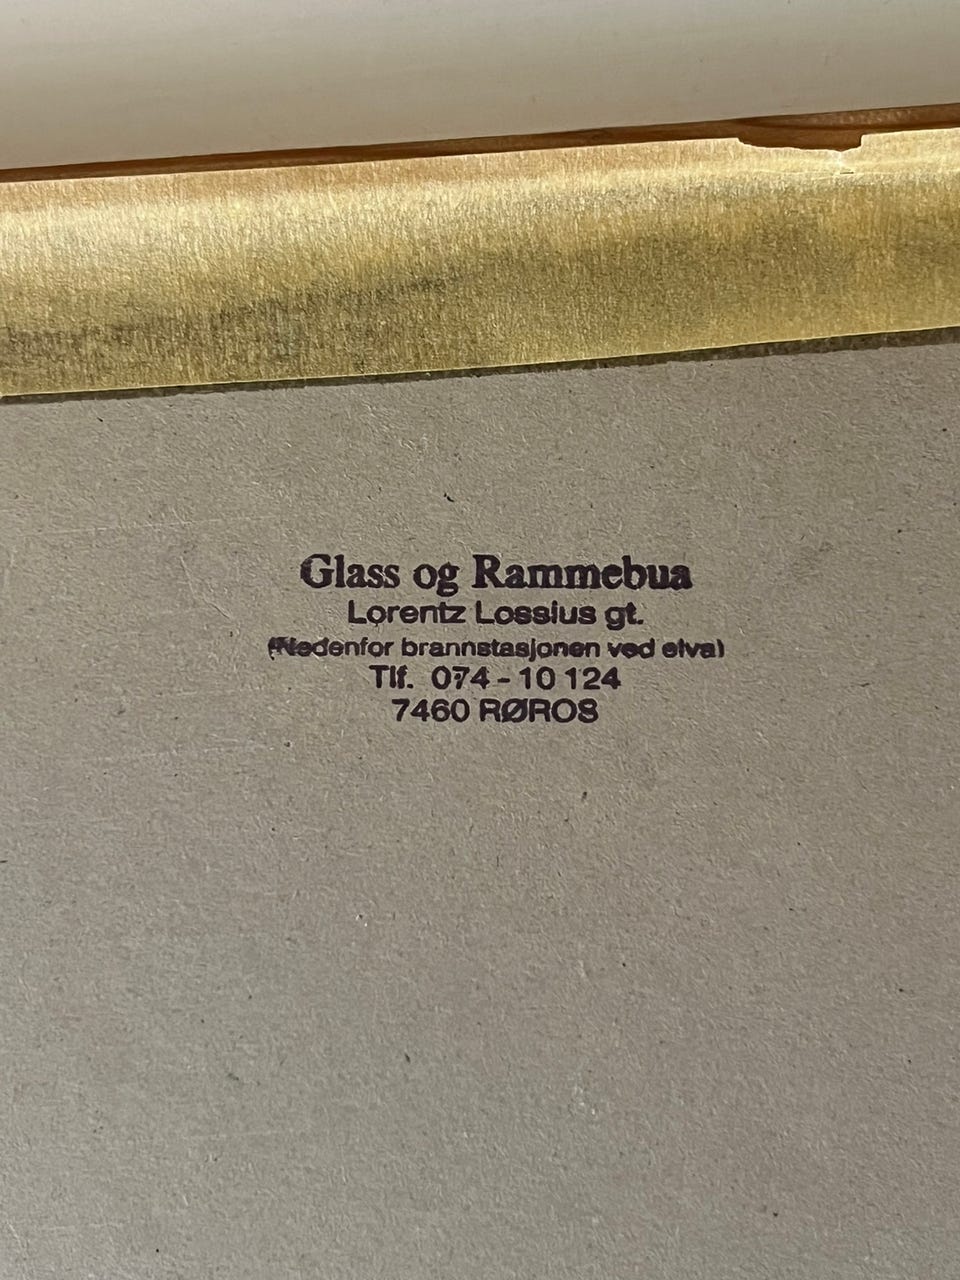 Glass og Rammebua
Lorentz Lossius gt.
(Nedenfor brannstasjonen ved elva)
Tlf. 074-10 124
7460 RØROS